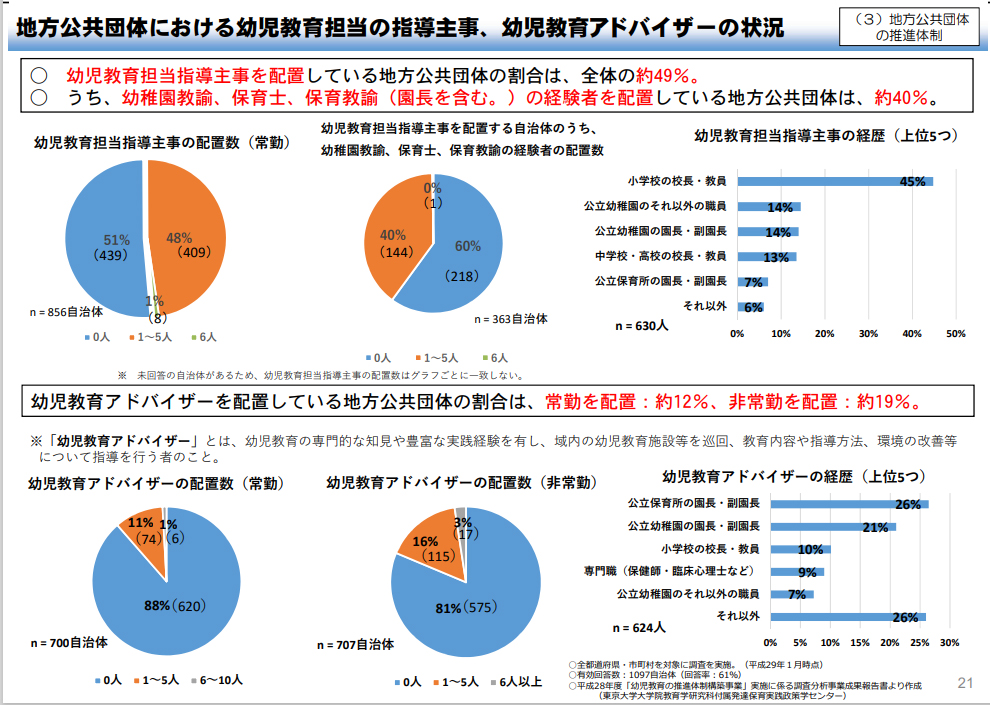 地方公共団体における幼児教育担当の指導主事、幼児教育アドバイザーの状況
（３）地方公共団体
の推進体制
○　幼児教育担当指導主事を配置している地方公共団体の割合は、全体の約49%。
○　うち、幼稚園教諭、保育士、保育教諭（園長を含む。）の経験者を配置している地方公共団体は、約40%。
幼児教育担当指導主事の配置数（常勤）
51%
（439）
48%
（409）
1%
（8）
n = 856自治体
0人　1～5人　6人
幼児教育担当指導主事を配置する自治体のうち、
幼稚園教諭、保育士、保育教諭の経験者の配置数
0%
（1）
40%
（144）
60%
（218）
n = 363自治体
0人　1～5人　6人
幼児教育担当指導主事の経歴（上位5つ）
小学校の校長・教員 45%
公立幼稚園のそれ以外の職員 14%
公立幼稚園の園長・副園長 14%
中学校・高校の校長・教員 13%
公立保育所の園長・副園長 7%
それ以外 6%
n = 630人
0% 10% 20% 30% 40% 50%
※　未回答の自治体があるため、幼児教育担当指導主事の配置数はグラフごとに一致しない。
幼児教育アドバイザーを配置している地方公共団体の割合は、常勤を配置：約12%、非常勤を配置：約19%。
※「幼児教育アドバイザー」とは、幼児教育の専門的な知見や豊富な実践経験を有し、域内の幼児教育施設等を巡回、教育内容や指導方法、環境の改善等
について指導を行う者のこと。
幼児教育アドバイザーの配置数（常勤）
11%
（74）
1%
（6）
88%（620）
n = 700自治体
0人　1～5人　6～10人
幼児教育アドバイザーの配置数（非常勤）
3%
（17）
16%
（115）
81%（575）
n = 707自治体
0人　1～5人　6人以上
幼児教育アドバイザーの経歴（上位5つ）
公立保育所の園長・副園長 26%
公立幼稚園の園長・副園長 21%
小学校の校長・教員 10%
専門職（保健師・臨床心理士など） 9%
公立幼稚園のそれ以外の職員 7%
それ以外 26%
n = 624人
0% 5% 10% 15% 20% 25% 30%
○全都道府県・市町村を対象に調査を実施。（平成29年１月時点）
○有効回答数：1097自治体（回答率：61%）
○平成28年度「幼児教育の推進体制構築事業」実施に係る調査分析事業成果報告書より作成
（東京大学大学院教育学研究科付属発達保育実践政策学センター）
21